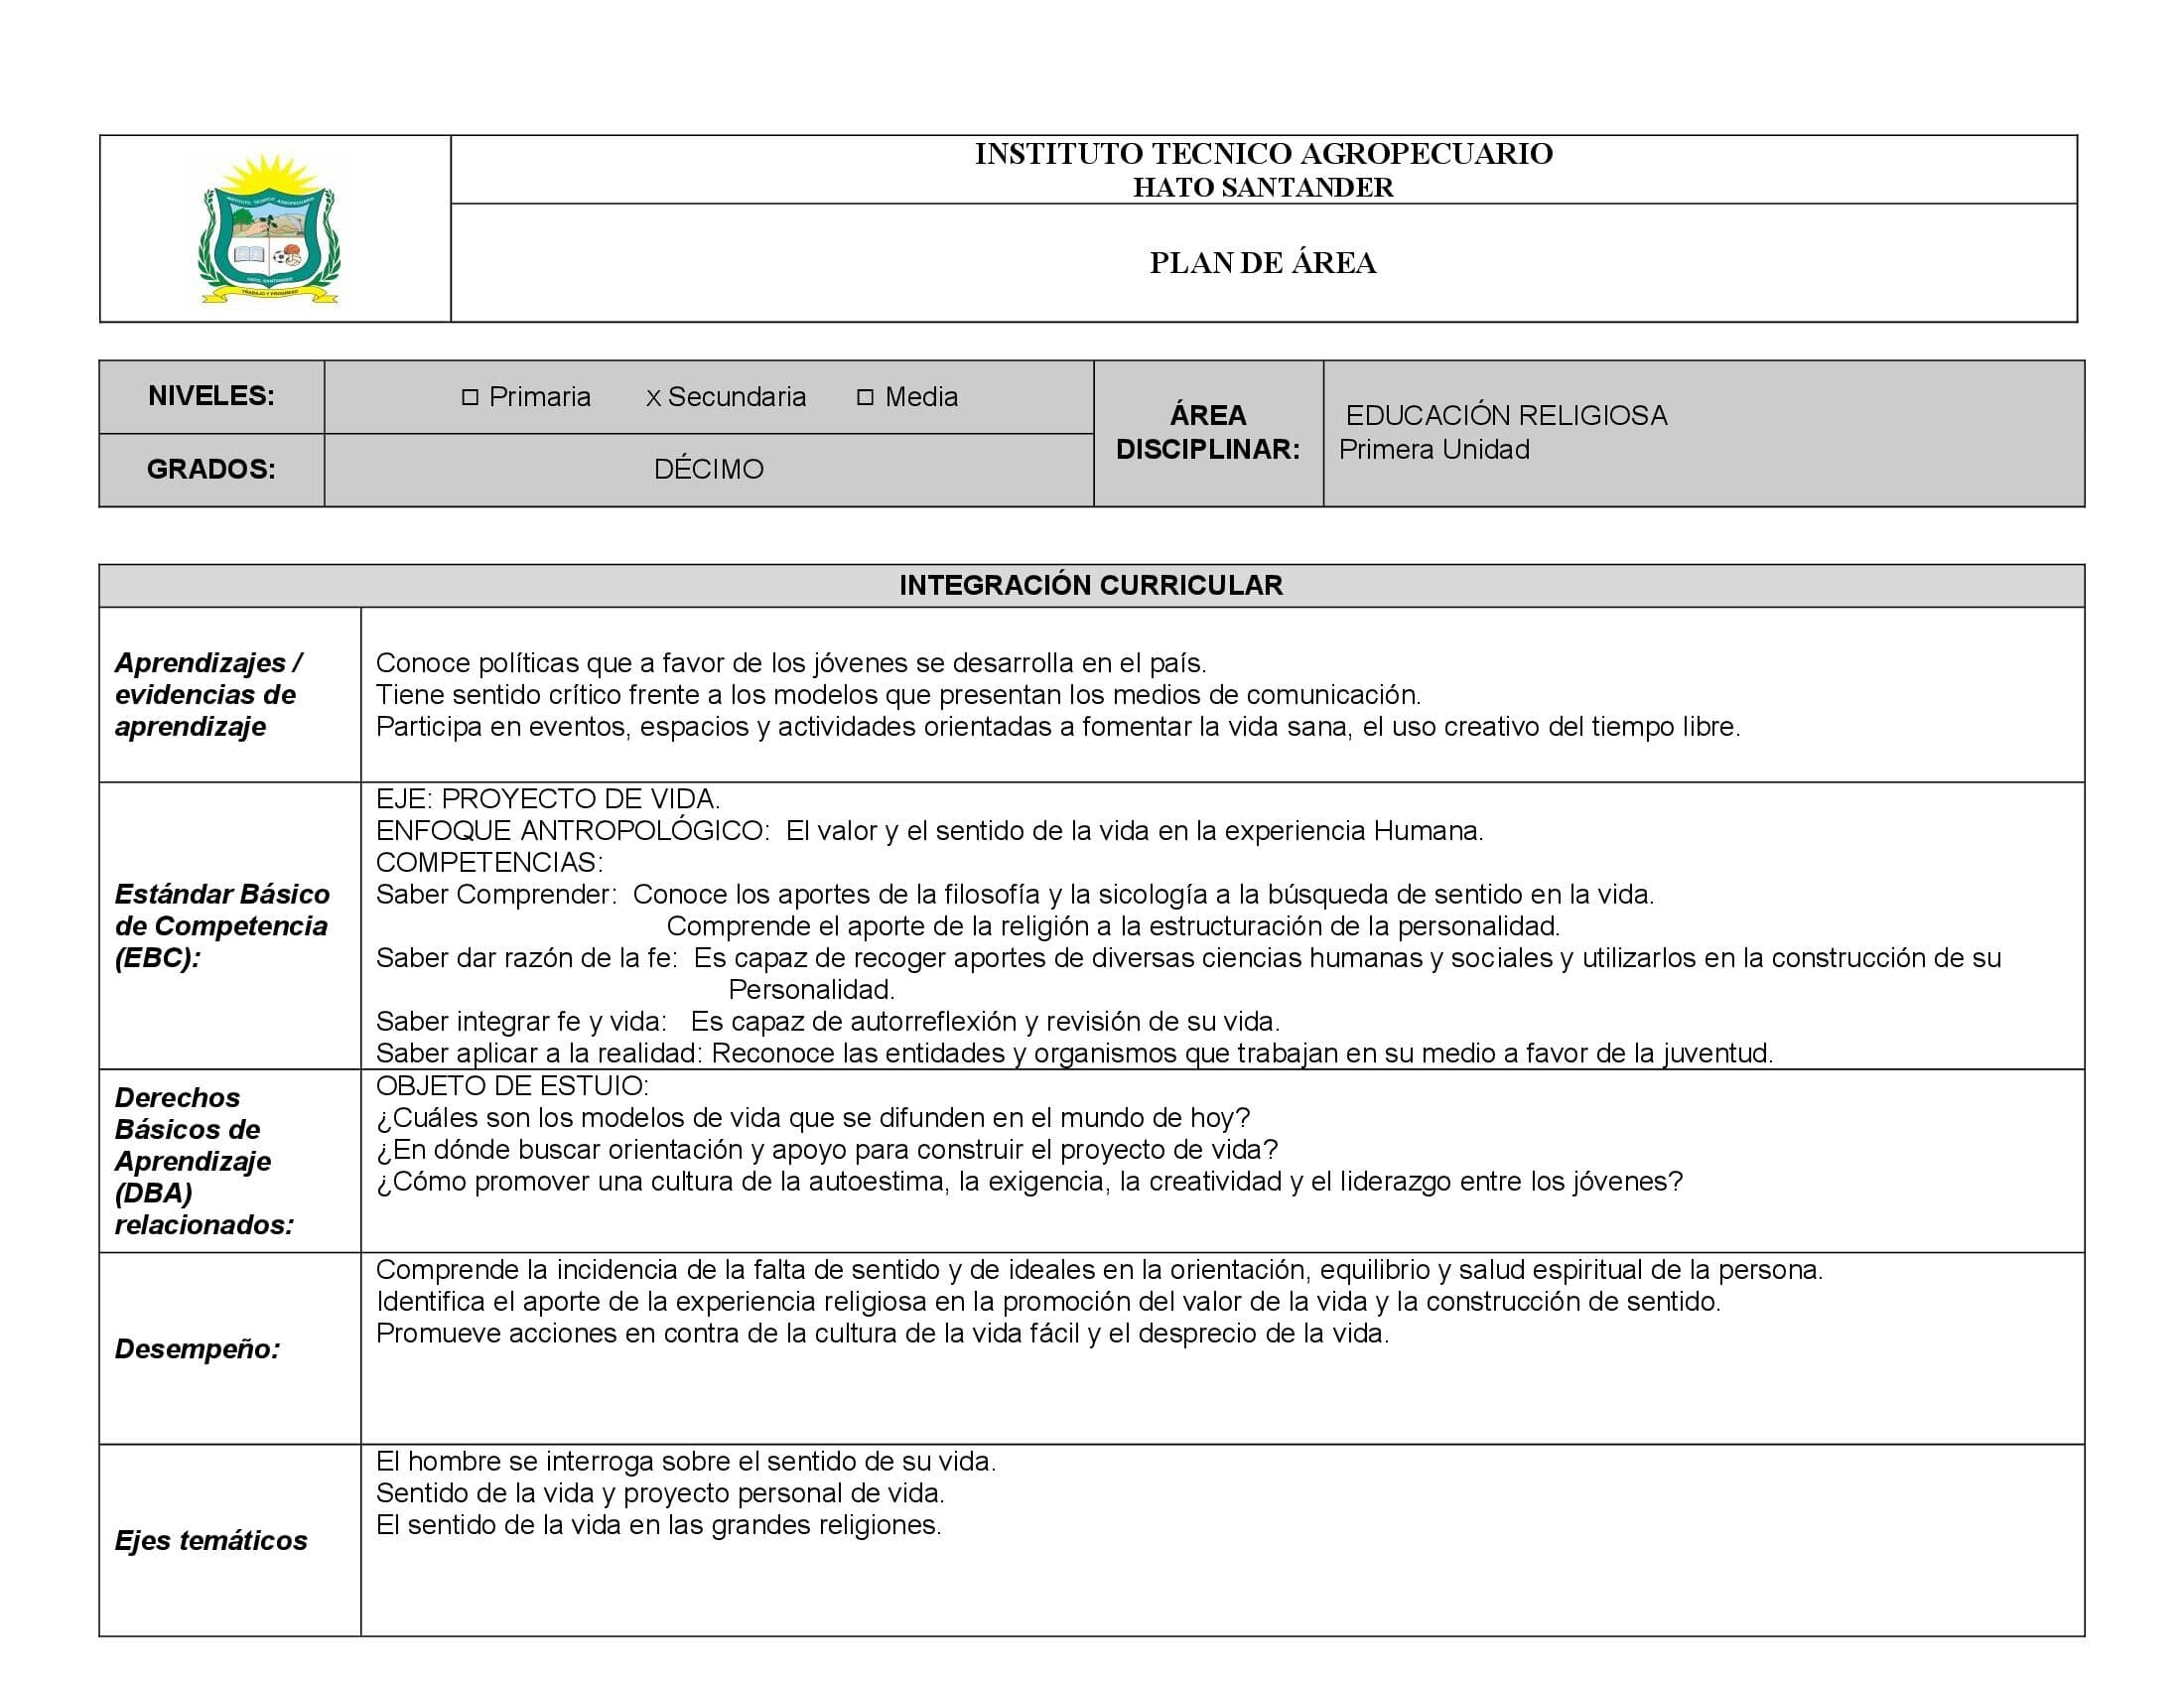 INSTITUTO TECNICO AGROPECUARIO
HATO SANTANDER
INSTITUTO TECNICO AGROPECUARIO
HATO SANTANDER
TRABAJO Y PROGRESO
PLAN DE ÁREA
NIVELES:
☐ Primaria x Secundaria ☐ Media
GRADOS:
DÉCIMO
ÁREA
DISCIPLINAR:
EDUCACIÓN RELIGIOSA
Primera Unidad
INTEGRACIÓN CURRICULAR
Aprendizajes /
evidencias de
aprendizaje
Conoce políticas que a favor de los jóvenes se desarrolla en el país.
Tiene sentido crítico frente a los modelos que presentan los medios de comunicación.
Participa en eventos, espacios y actividades orientadas a fomentar la vida sana, el uso creativo del tiempo libre.
Estándar Básico
de Competencia
(EBC):
EJE: PROYECTO DE VIDA.
ENFOQUE ANTROPOLÓGICO: El valor y el sentido de la vida en la experiencia Humana.
COMPETENCIAS:
Saber Comprender: Conoce los aportes de la filosofía y la sicología a la búsqueda de sentido en la vida.
Comprende el aporte de la religión a la estructuración de la personalidad.
Saber dar razón de la fe: Es capaz de recoger aportes de diversas ciencias humanas y sociales y utilizarlos en la construcción de su
Personalidad.
Saber integrar fe y vida: Es capaz de autorreflexión y revisión de su vida.
Saber aplicar a la realidad: Reconoce las entidades y organismos que trabajan en su medio a favor de la juventud.
Derechos
Básicos de
Aprendizaje
(DBA)
relacionados:
OBJETO DE ESTUIO:
¿Cuáles son los modelos de vida que se difunden en el mundo de hoy?
¿En dónde buscar orientación y apoyo para construir el proyecto de vida?
¿Cómo promover una cultura de la autoestima, la exigencia, la creatividad y el liderazgo entre los jóvenes?
Desempeño:
Comprende la incidencia de la falta de sentido y de ideales en la orientación, equilibrio y salud espiritual de la persona.
Identifica el aporte de la experiencia religiosa en la promoción del valor de la vida y la construcción de sentido.
Promueve acciones en contra de la cultura de la vida fácil y el desprecio de la vida.
Ejes temáticos
El hombre se interroga sobre el sentido de su vida.
Sentido de la vida y proyecto personal de vida.
El sentido de la vida en las grandes religiones.